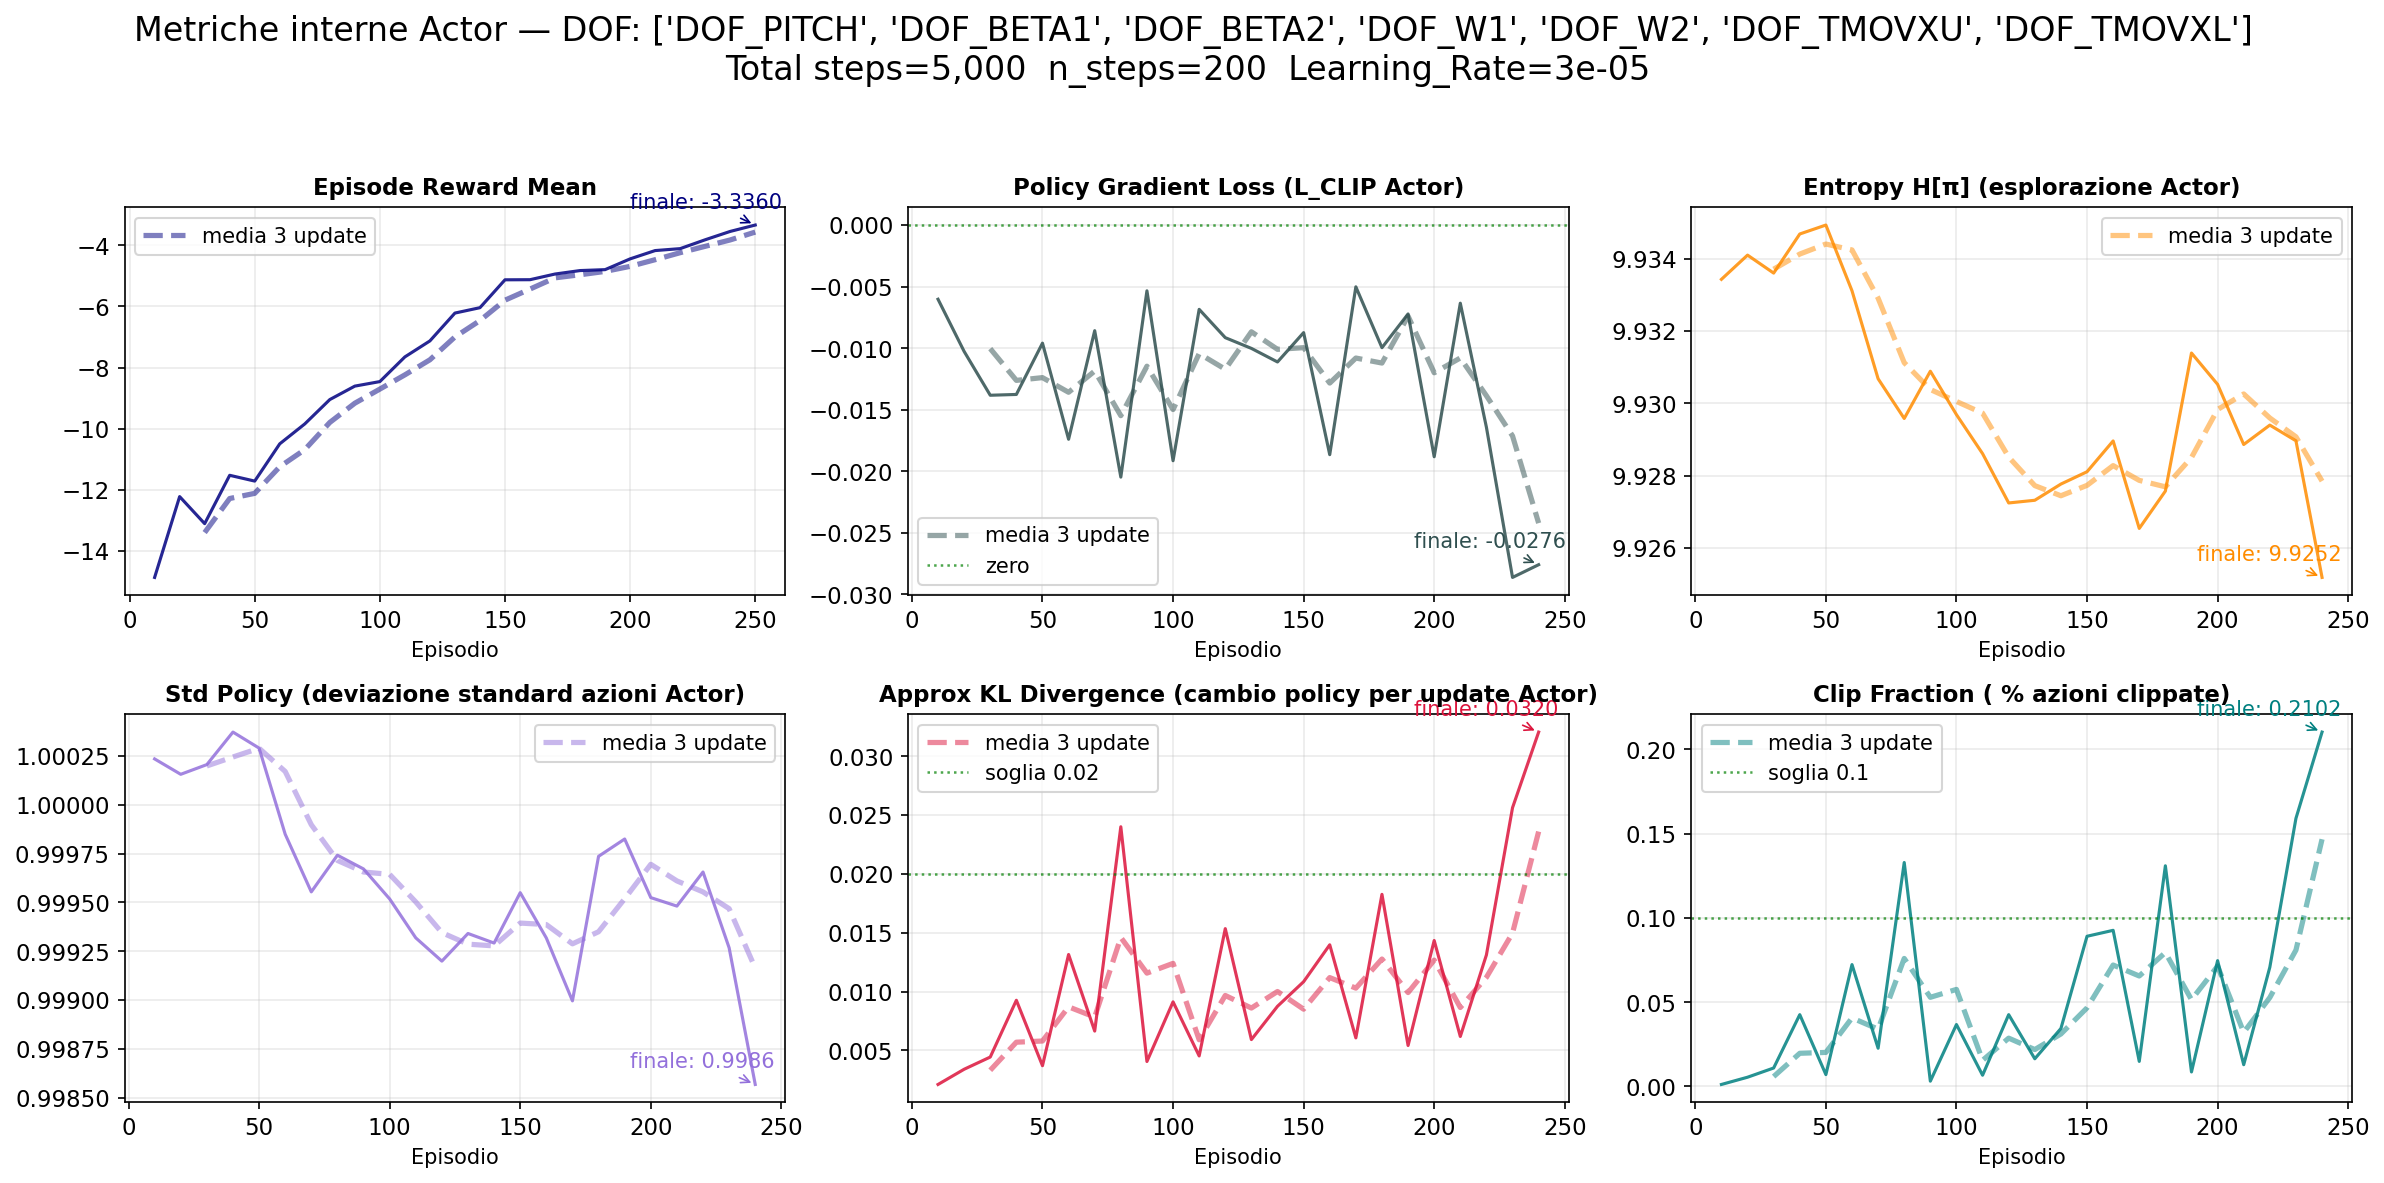 Metriche interne Actor — DOF: ['DOF_PITCH', 'DOF_BETA1', 'DOF_BETA2', 'DOF_W1', 'DOF_W2', 'DOF_TMOVXU', 'DOF_TMOVXL']
Total steps=5,000 n_steps=200 Learning_Rate=3e-05
Episode Reward Mean
finale: -3.3360
media 3 update
−4
−6
−8
−10
−12
−14
0 50 100 150 200 250
Episodio
Policy Gradient Loss (L_CLIP Actor)
0.000
−0.005
−0.010
−0.015
−0.020
−0.025
−0.030
media 3 update
zero
finale: -0.0276
0 50 100 150 200 250
Episodio
Entropy H[π] (esplorazione Actor)
media 3 update
9.934
9.932
9.930
9.928
9.926
finale: 9.9252
0 50 100 150 200 250
Episodio
Std Policy (deviazione standard azioni Actor)
media 3 update
1.00025
1.00000
0.99975
0.99950
0.99925
0.99900
0.99875
0.99850
finale: 0.9986
0 50 100 150 200 250
Episodio
Approx KL Divergence (cambio policy per update Actor)
finale: 0.0320
media 3 update
soglia 0.02
0.030
0.025
0.020
0.015
0.010
0.005
0 50 100 150 200 250
Episodio
Clip Fraction ( % azioni clippate)
finale: 0.2102
media 3 update
soglia 0.1
0.20
0.15
0.10
0.05
0.00
0 50 100 150 200 250
Episodio